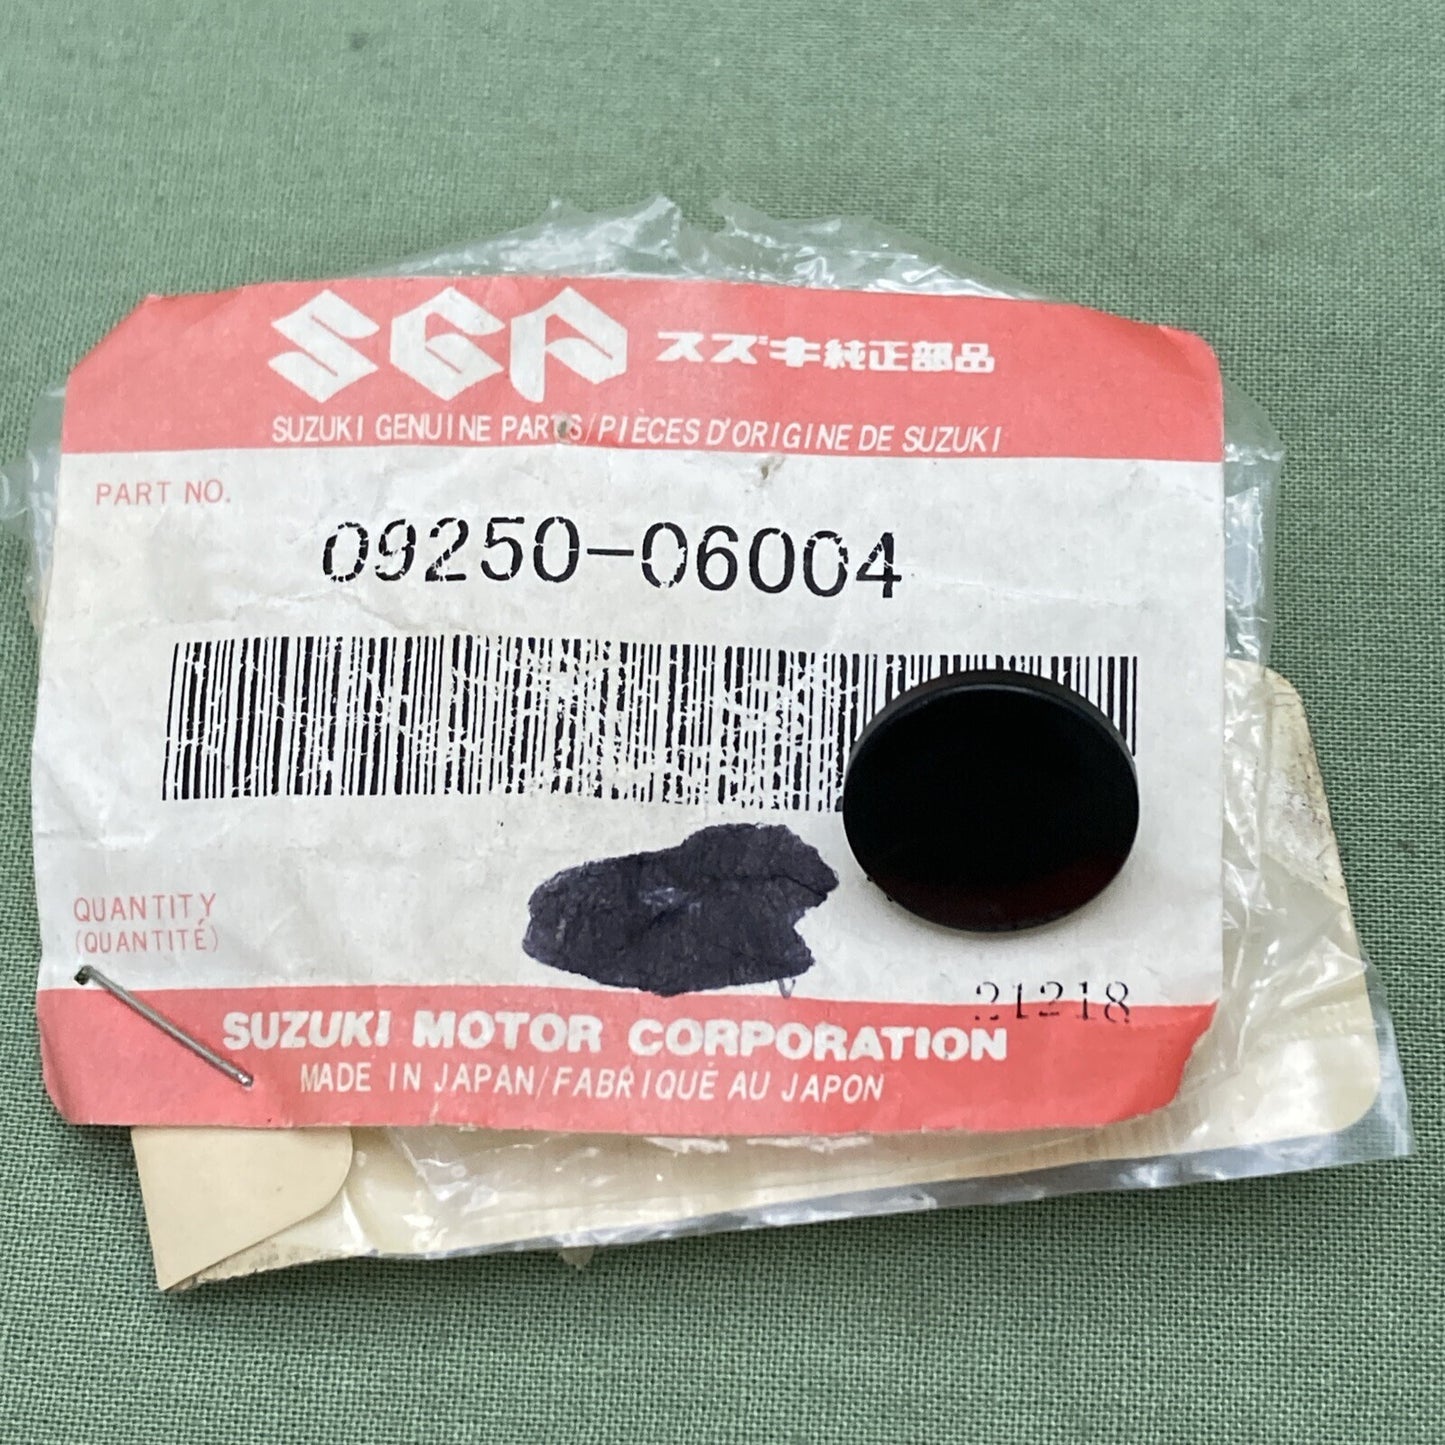 SGP スズキ純正部品
SUZUKI GENUINE PARTS/PIÈCES D'ORIGINE DE SUZUKI
PART NO.
09250-06004
QUANTITY
(QUANTITÉ)
21218
SUZUKI MOTOR CORPORATION
MADE IN JAPAN/FABRIQUÉ AU JAPON